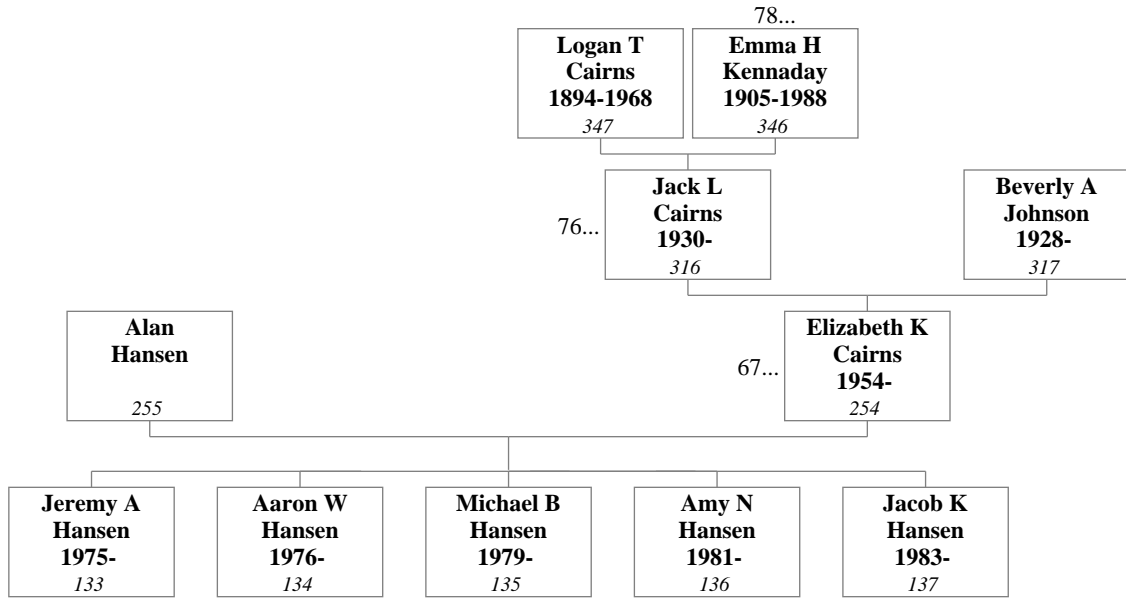 78...
Logan T
Cairns
1894-1968
347
Emma H
Kennaday
1905-1988
346
76...
Jack L
Cairns
1930-
316
Beverly A
Johnson
1928-
317
Alan
Hansen
255
67...
Elizabeth K
Cairns
1954-
254
Jeremy A
Hansen
1975-
133
Aaron W
Hansen
1976-
134
Michael B
Hansen
1979-
135
Amy N
Hansen
1981-
136
Jacob K
Hansen
1983-
137